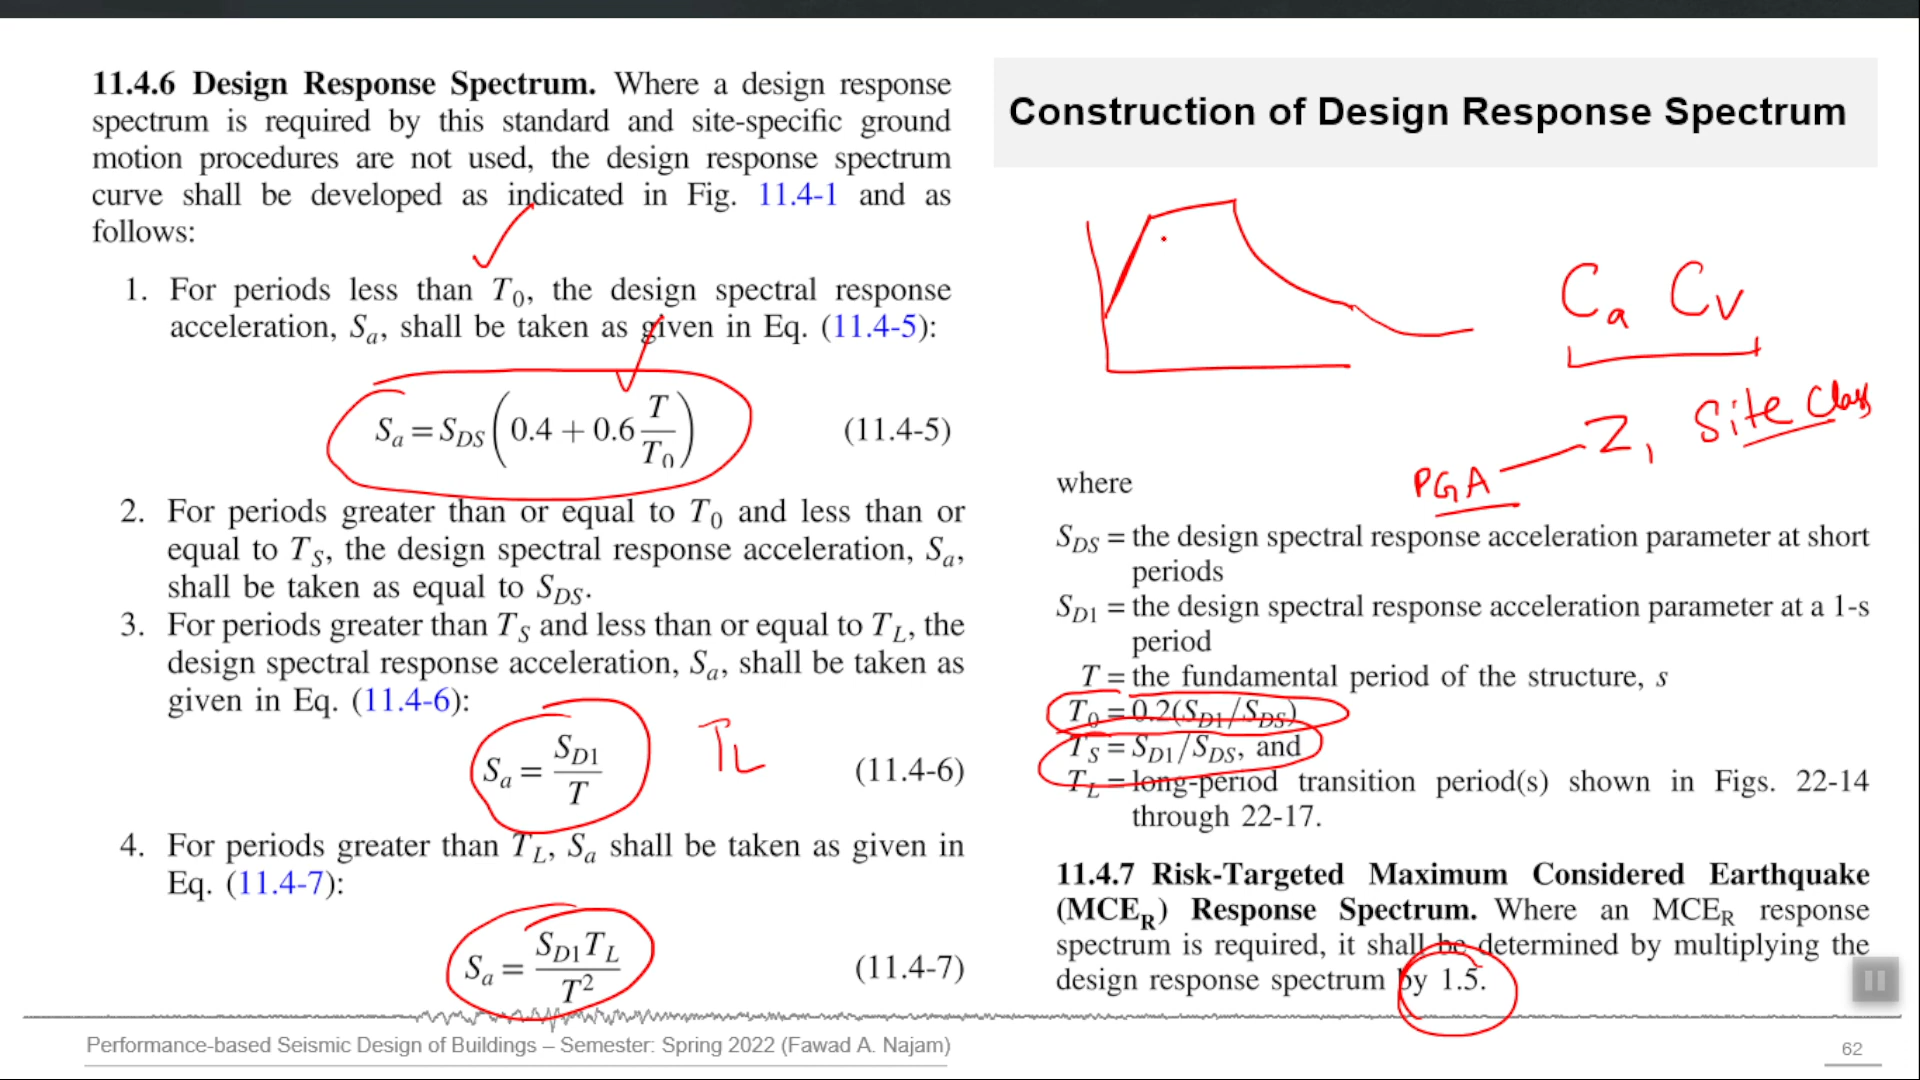 11.4.6 Design Response Spectrum. Where a design response
spectrum is required by this standard and site-specific ground
motion procedures are not used, the design response spectrum
curve shall be developed as indicated in Fig. 11.4-1 and as
follows:
1. For periods less than T0, the design spectral response
acceleration, Sa, shall be taken as given in Eq. (11.4-5):
Sa = SDS (0.4 + 0.6 T/T0) (11.4-5)
2. For periods greater than or equal to T0 and less than or
equal to TS, the design spectral response acceleration, Sa,
shall be taken as equal to SDS.
3. For periods greater than TS and less than or equal to TL, the
design spectral response acceleration, Sa, shall be taken as
given in Eq. (11.4-6):
Sa = SD1/T TL (11.4-6)
4. For periods greater than TL, Sa shall be taken as given in
Eq. (11.4-7):
Sa = SD1TL/T² (11.4-7)
Construction of Design Response Spectrum
Ca Cv
Z, Site Class
PGA
where
SDS = the design spectral response acceleration parameter at short
periods
SD1 = the design spectral response acceleration parameter at a 1-s
period
T = the fundamental period of the structure, s
T0 = 0.2(SD1/SDS)
TS = SD1/SDS, and
TL = long-period transition period(s) shown in Figs. 22-14
through 22-17.
11.4.7 Risk-Targeted Maximum Considered Earthquake
(MCER) Response Spectrum. Where an MCER response
spectrum is required, it shall be determined by multiplying the
design response spectrum by 1.5.
Performance-based Seismic Design of Buildings – Semester: Spring 2022 (Fawad A. Najam)
62